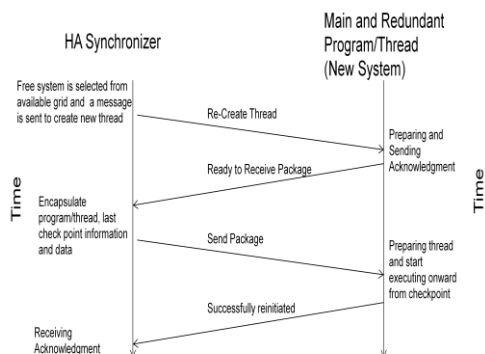 HA Synchronizer
Main and Redundant
Program/Thread
(New System)
Free system is selected from
available grid and a message
is sent to create new thread
Re-Create Thread
Preparing and
Sending
Acknowledgment
Ready to Receive Package
Time
Time
Encapsulate
program/thread, last
check point information
and data
Send Package
Preparing thread
and start
executing onward
from checkpoint
Successfully reinitiated
Receiving
Acknowledgment